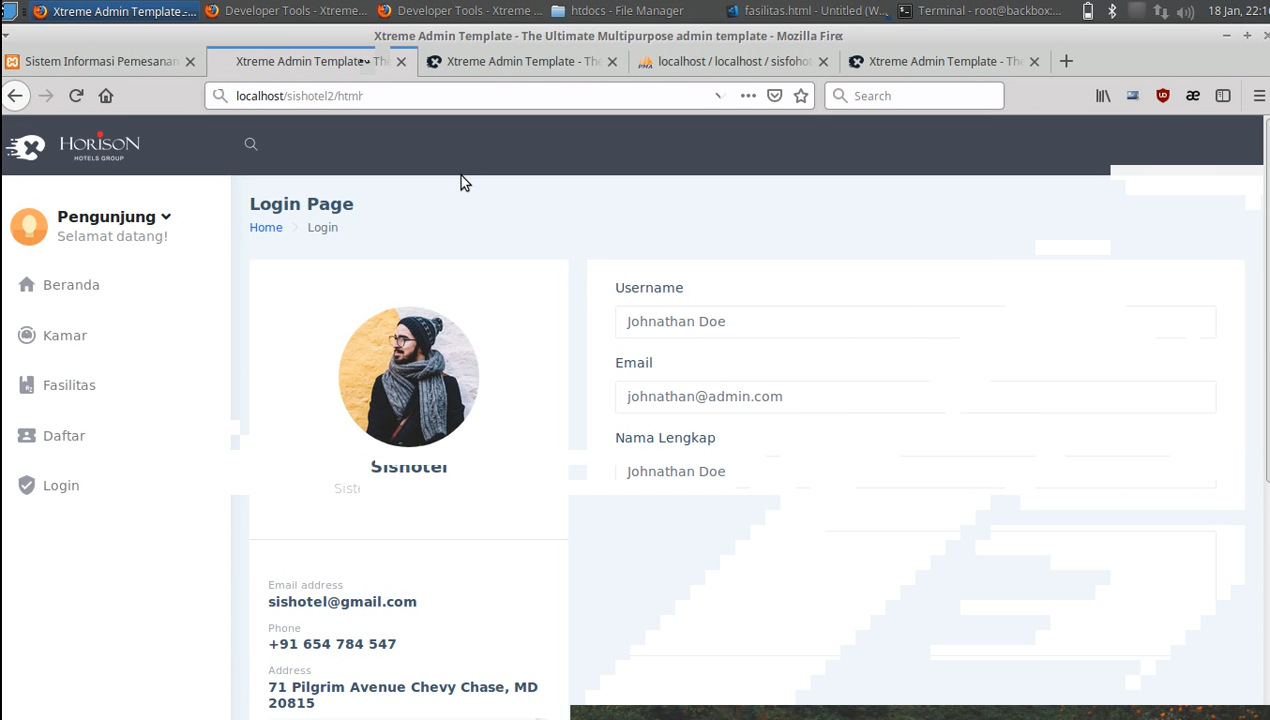 Xtreme Admin Template-...
Developer Tools - Xtreme...
Developer Tools - Xtreme ...
htdocs - File Manager
fasilitas.html - Untitled (W...
Terminal - root@backbox:...
18 Jan, 22:16
Xtreme Admin Template - The Ultimate Multipurpose admin template - Mozilla Firefox
Sistem Informasi Pemesanan
Xtreme Admin Template - Th
Xtreme Admin Template - The
localhost / localhost / sisfohot
Xtreme Admin Template - The
localhost/sishotel2/html
Search
HORISON
HOTELS GROUP
Login Page
Home
Login
Pengunjung
Selamat datang!
Beranda
Kamar
Fasilitas
Daftar
Login
Sishotel
Siste
Email address
sishotel@gmail.com
Phone
+91 654 784 547
Address
71 Pilgrim Avenue Chevy Chase, MD
20815
Username
Johnathan Doe
Email
johnathan@admin.com
Nama Lengkap
Johnathan Doe